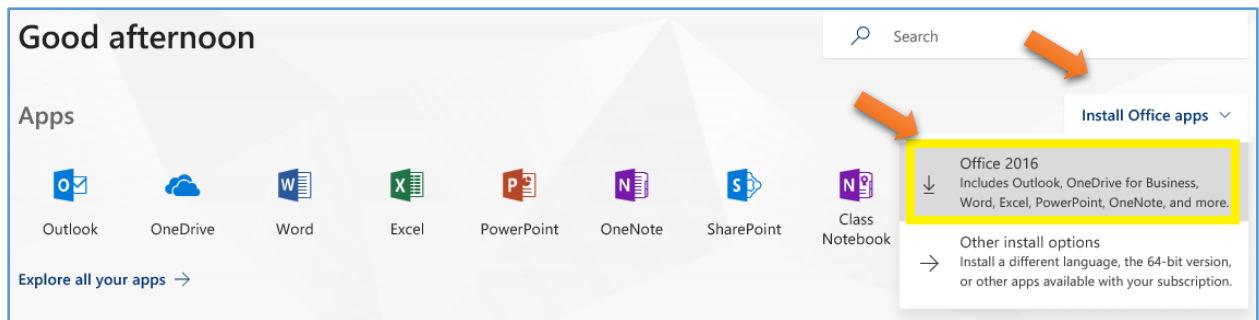 Good afternoon
Search
Apps
Install Office apps
Office 2016
Includes Outlook, OneDrive for Business,
Word, Excel, PowerPoint, OneNote, and more.
Outlook
OneDrive
Word
Excel
PowerPoint
OneNote
SharePoint
Class
Notebook
Other install options
Install a different language, the 64-bit version,
or other apps available with your subscription.
Explore all your apps →